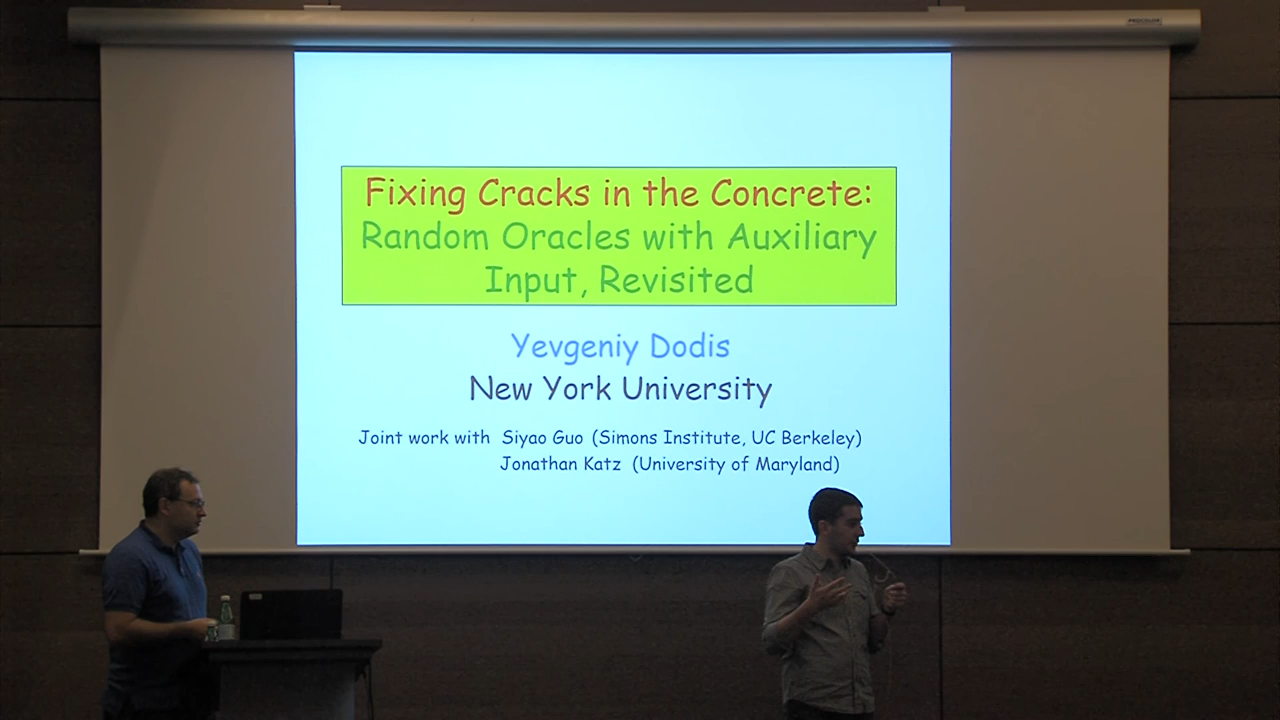 PROCOLOR
Fixing Cracks in the Concrete:
Random Oracles with Auxiliary
Input, Revisited
Yevgeniy Dodis
New York University
Joint work with Siyao Guo (Simons Institute, UC Berkeley)
Jonathan Katz (University of Maryland)